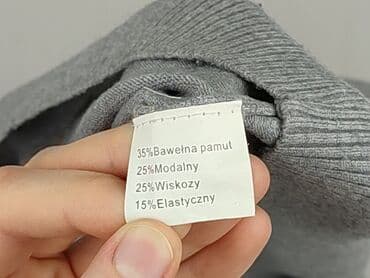 35%Bawełna pamut
25%Modalny
25%Wiskozy
15%Elastyczny